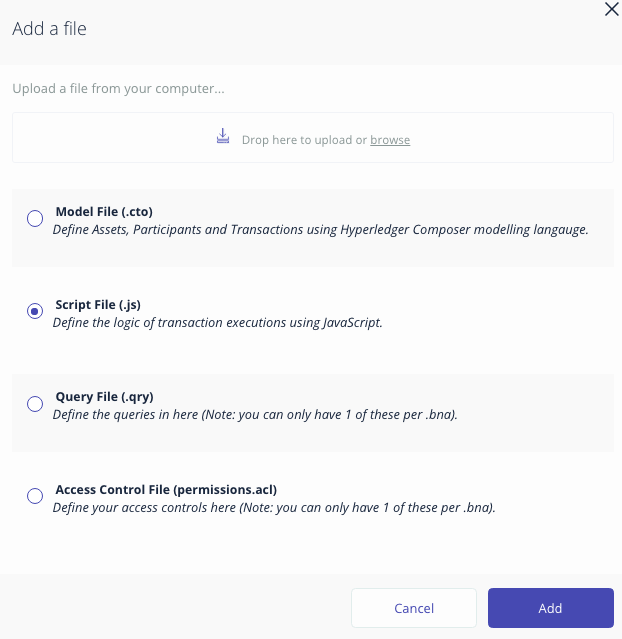 Add a file
Upload a file from your computer...
Drop here to upload or browse
Model File (.cto)
Define Assets, Participants and Transactions using Hyperledger Composer modelling langauge.
Script File (.js)
Define the logic of transaction executions using JavaScript.
Query File (.qry)
Define the queries in here (Note: you can only have 1 of these per .bna).
Access Control File (permissions.acl)
Define your access controls here (Note: you can only have 1 of these per .bna).
Cancel Add